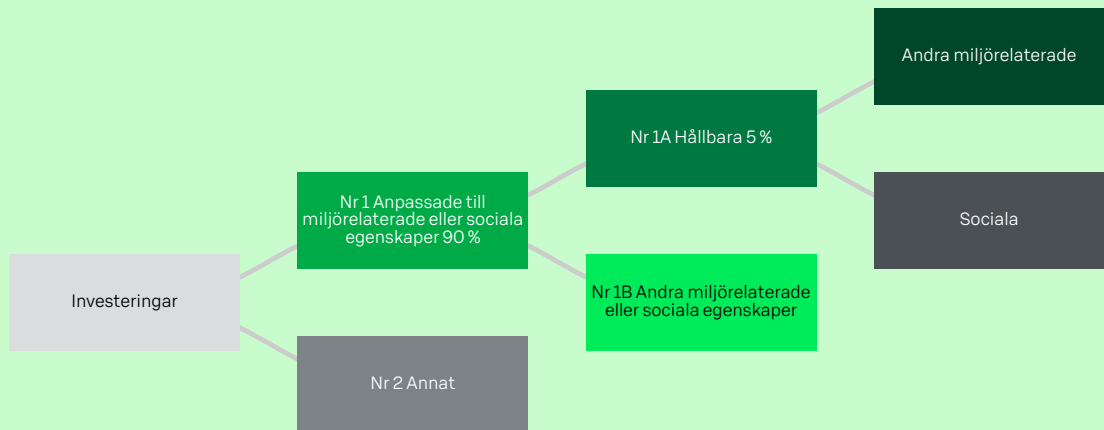 Andra miljörelaterade
Nr 1A Hållbara 5 %
Nr 1 Anpassade till
miljörelaterade eller sociala
egenskaper 90 %
Sociala
Investeringar
Nr 1B Andra miljörelaterade
eller sociala egenskaper
Nr 2 Annat